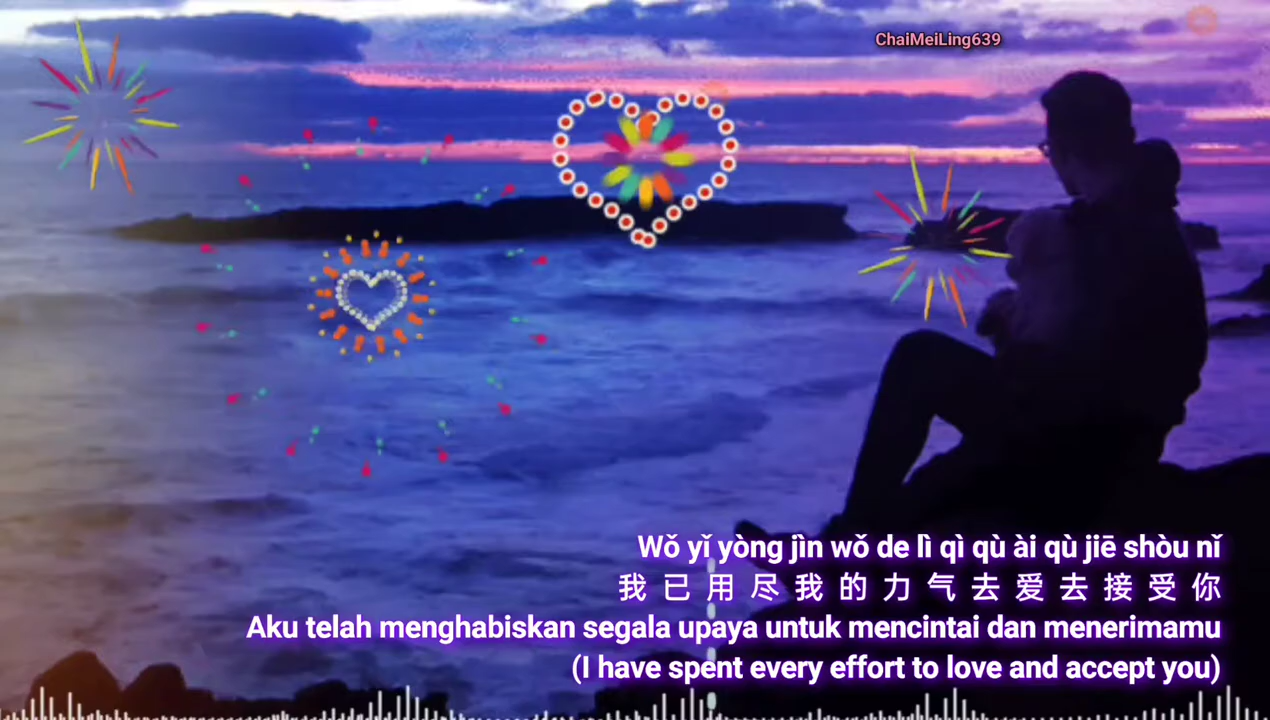 ChaiMeiLing639
Wǒ yǐ yòng jìn wǒ de lì qì qù ài qù jiē shòu nǐ
我已用尽我的力气去爱去接受你
Aku telah menghabiskan segala upaya untuk mencintai dan menerimamu
(I have spent every effort to love and accept you)